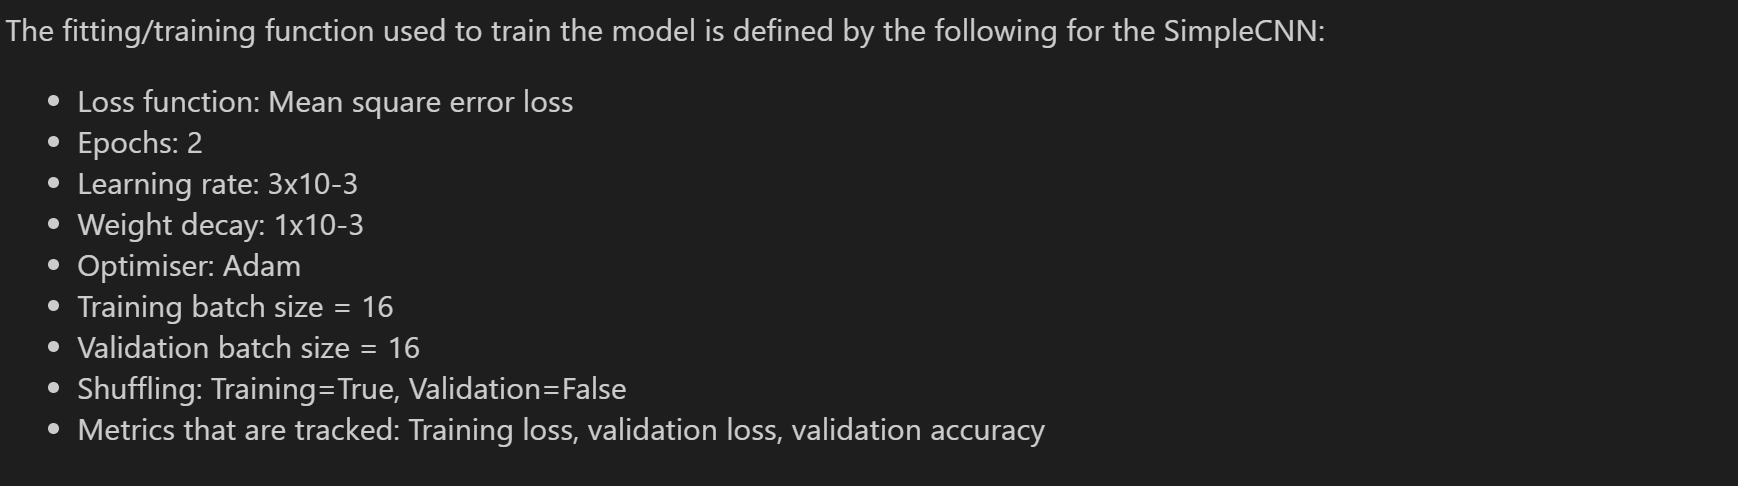 The fitting/training function used to train the model is defined by the following for the SimpleCNN:
• Loss function: Mean square error loss
• Epochs: 2
• Learning rate: 3x10-3
• Weight decay: 1x10-3
• Optimiser: Adam
• Training batch size = 16
• Validation batch size = 16
• Shuffling: Training=True, Validation=False
• Metrics that are tracked: Training loss, validation loss, validation accuracy